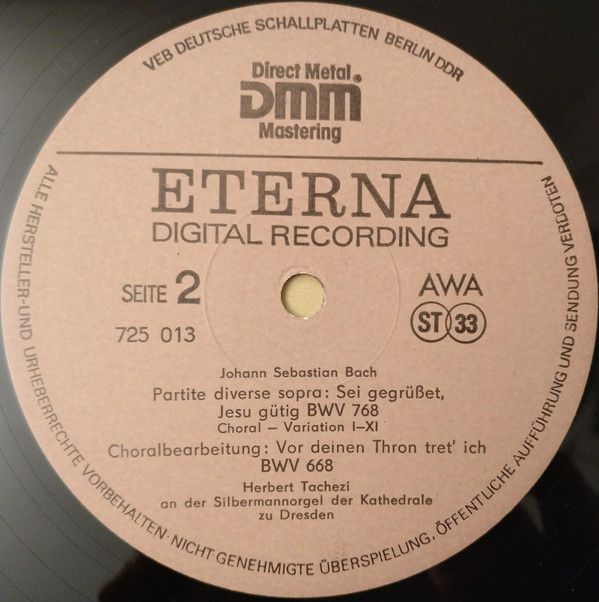 VEB DEUTSCHE SCHALLPLATTEN BERLIN DDR
Direct Metal
DMM®
Mastering
ETERNA
DIGITAL RECORDING
SEITE 2
725 013
AWA
ST 33
Johann Sebastian Bach
Partite diverse sopra: Sei gegrüßet,
Jesu gütig BWV 768
Choral – Variation I–XI
Choralbearbeitung: Vor deinen Thron tret' ich
BWV 668
Herbert Tachezi
an der Silbermannorgel der Kathedrale
zu Dresden
ALLE HERSTELLER- UND URHEBERRECHTE VORBEHALTEN · NICHT GENEHMIGTE ÜBERSPIELUNG, ÖFFENTLICHE AUFFÜHRUNG UND SENDUNG VERBOTEN